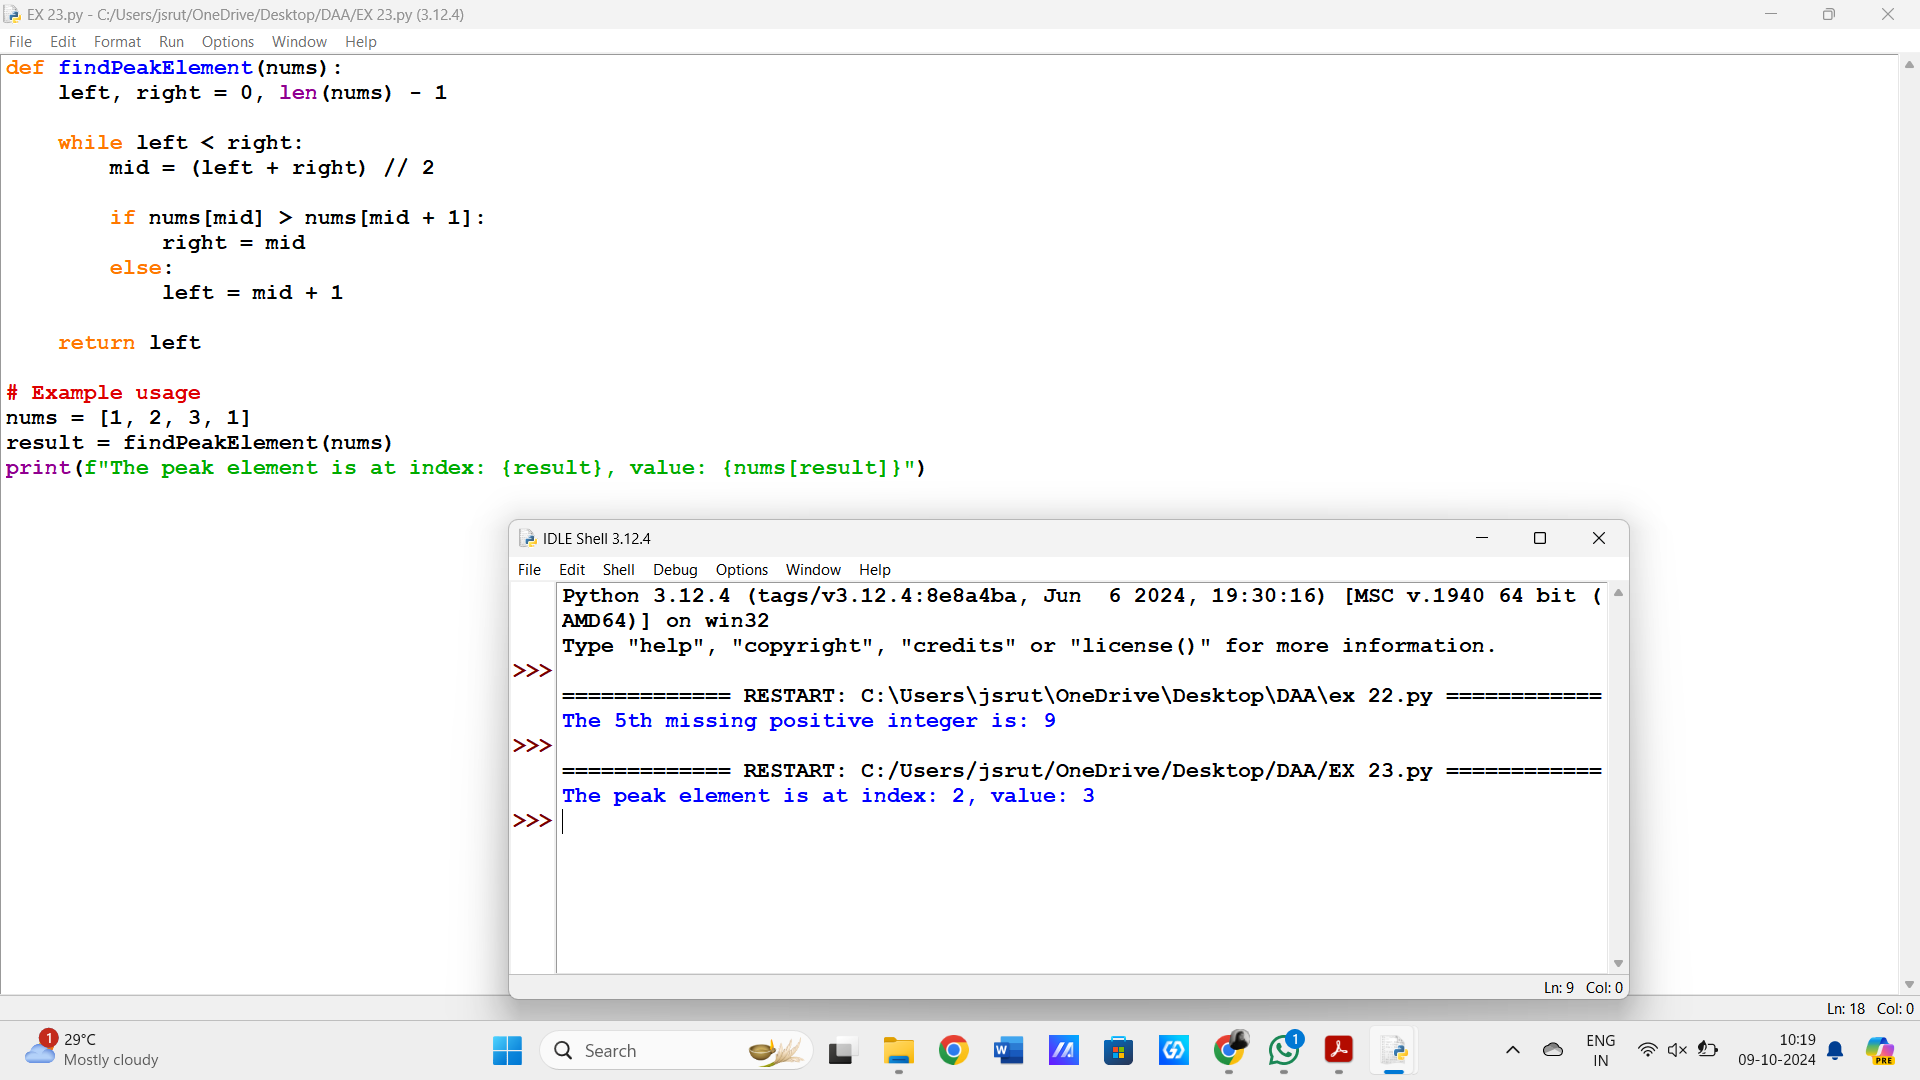 EX 23.py - C:/Users/jsrut/OneDrive/Desktop/DAA/EX 23.py (3.12.4)
File Edit Format Run Options Window Help
def findPeakElement(nums):
    left, right = 0, len(nums) - 1
    while left < right:
        mid = (left + right) // 2
        if nums[mid] > nums[mid + 1]:
            right = mid
        else:
            left = mid + 1
    return left
# Example usage
nums = [1, 2, 3, 1]
result = findPeakElement(nums)
print(f"The peak element is at index: {result}, value: {nums[result]}")
IDLE Shell 3.12.4
File Edit Shell Debug Options Window Help
Python 3.12.4 (tags/v3.12.4:8e8a4ba, Jun  6 2024, 19:30:16) [MSC v.1940 64 bit (
AMD64)] on win32
Type "help", "copyright", "credits" or "license()" for more information.
>>>
============= RESTART: C:\Users\jsrut\OneDrive\Desktop\DAA\ex 22.py ============
The 5th missing positive integer is: 9
>>>
============= RESTART: C:/Users/jsrut/OneDrive/Desktop/DAA/EX 23.py ============
The peak element is at index: 2, value: 3
>>>
Ln: 9 Col: 0
Ln: 18 Col: 0
1
29°C
Mostly cloudy
Search
1
ENG
IN
10:19
09-10-2024
PRE